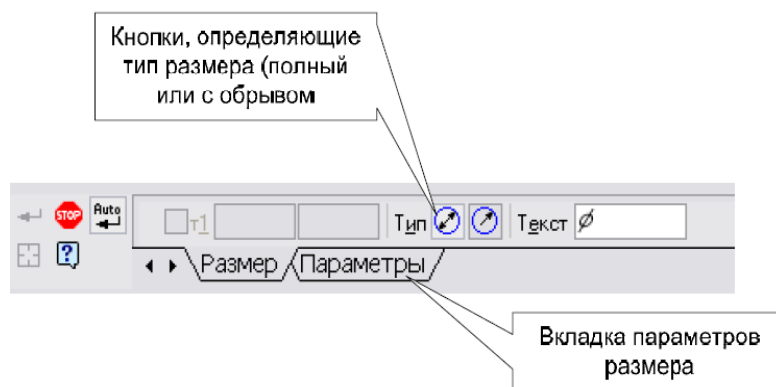 Кнопки, определяющие
тип размера (полный
или с обрывом
STOP Auto т1 Тип Текст ø
?
Размер Параметры
Вкладка параметров
размера